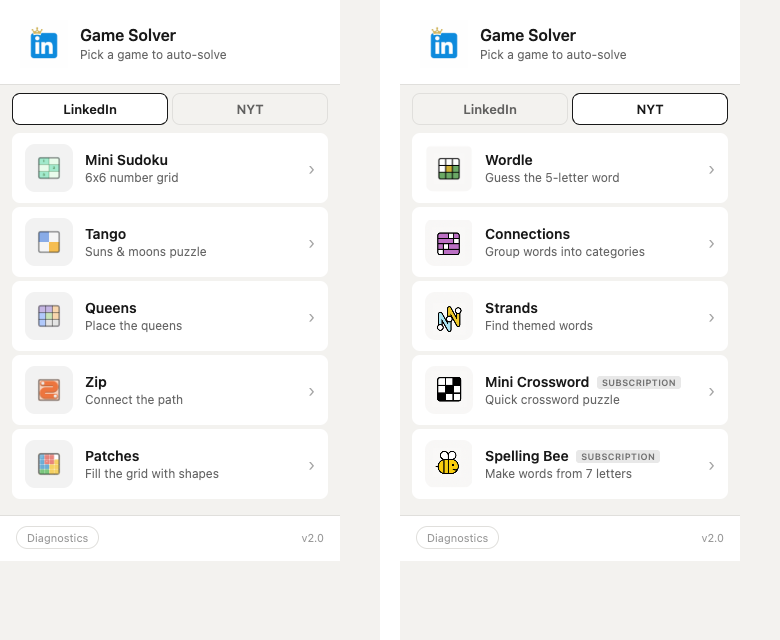 in
Game Solver
Pick a game to auto-solve
LinkedIn NYT
Mini Sudoku
6x6 number grid
Tango
Suns & moons puzzle
Queens
Place the queens
Zip
Connect the path
Patches
Fill the grid with shapes
Diagnostics v2.0
in
Game Solver
Pick a game to auto-solve
LinkedIn NYT
Wordle
Guess the 5-letter word
Connections
Group words into categories
Strands
Find themed words
Mini Crossword SUBSCRIPTION
Quick crossword puzzle
Spelling Bee SUBSCRIPTION
Make words from 7 letters
Diagnostics v2.0